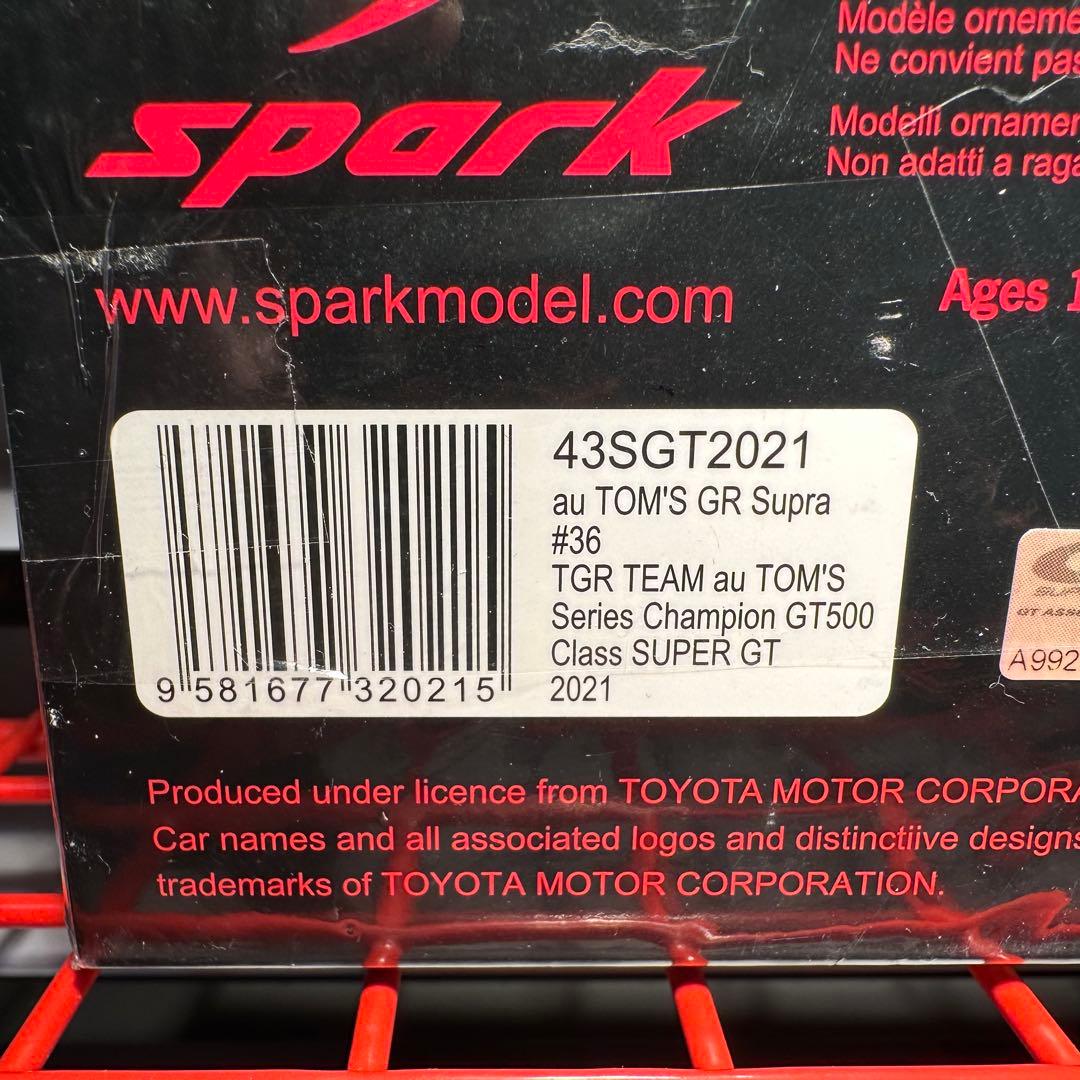 spark
www.sparkmodel.com
Modèle orneme
Ne convient pas
Modelli ornamen
Non adatti a raga
Ages 1
43SGT2021
au TOM'S GR Supra
#36
TGR TEAM au TOM'S
Series Champion GT500
Class SUPER GT
2021
9 581677 320215
GT ASSO
A992
Produced under licence from TOYOTA MOTOR CORPORA
Car names and all associated logos and distinctiive designs
trademarks of TOYOTA MOTOR CORPORATION.